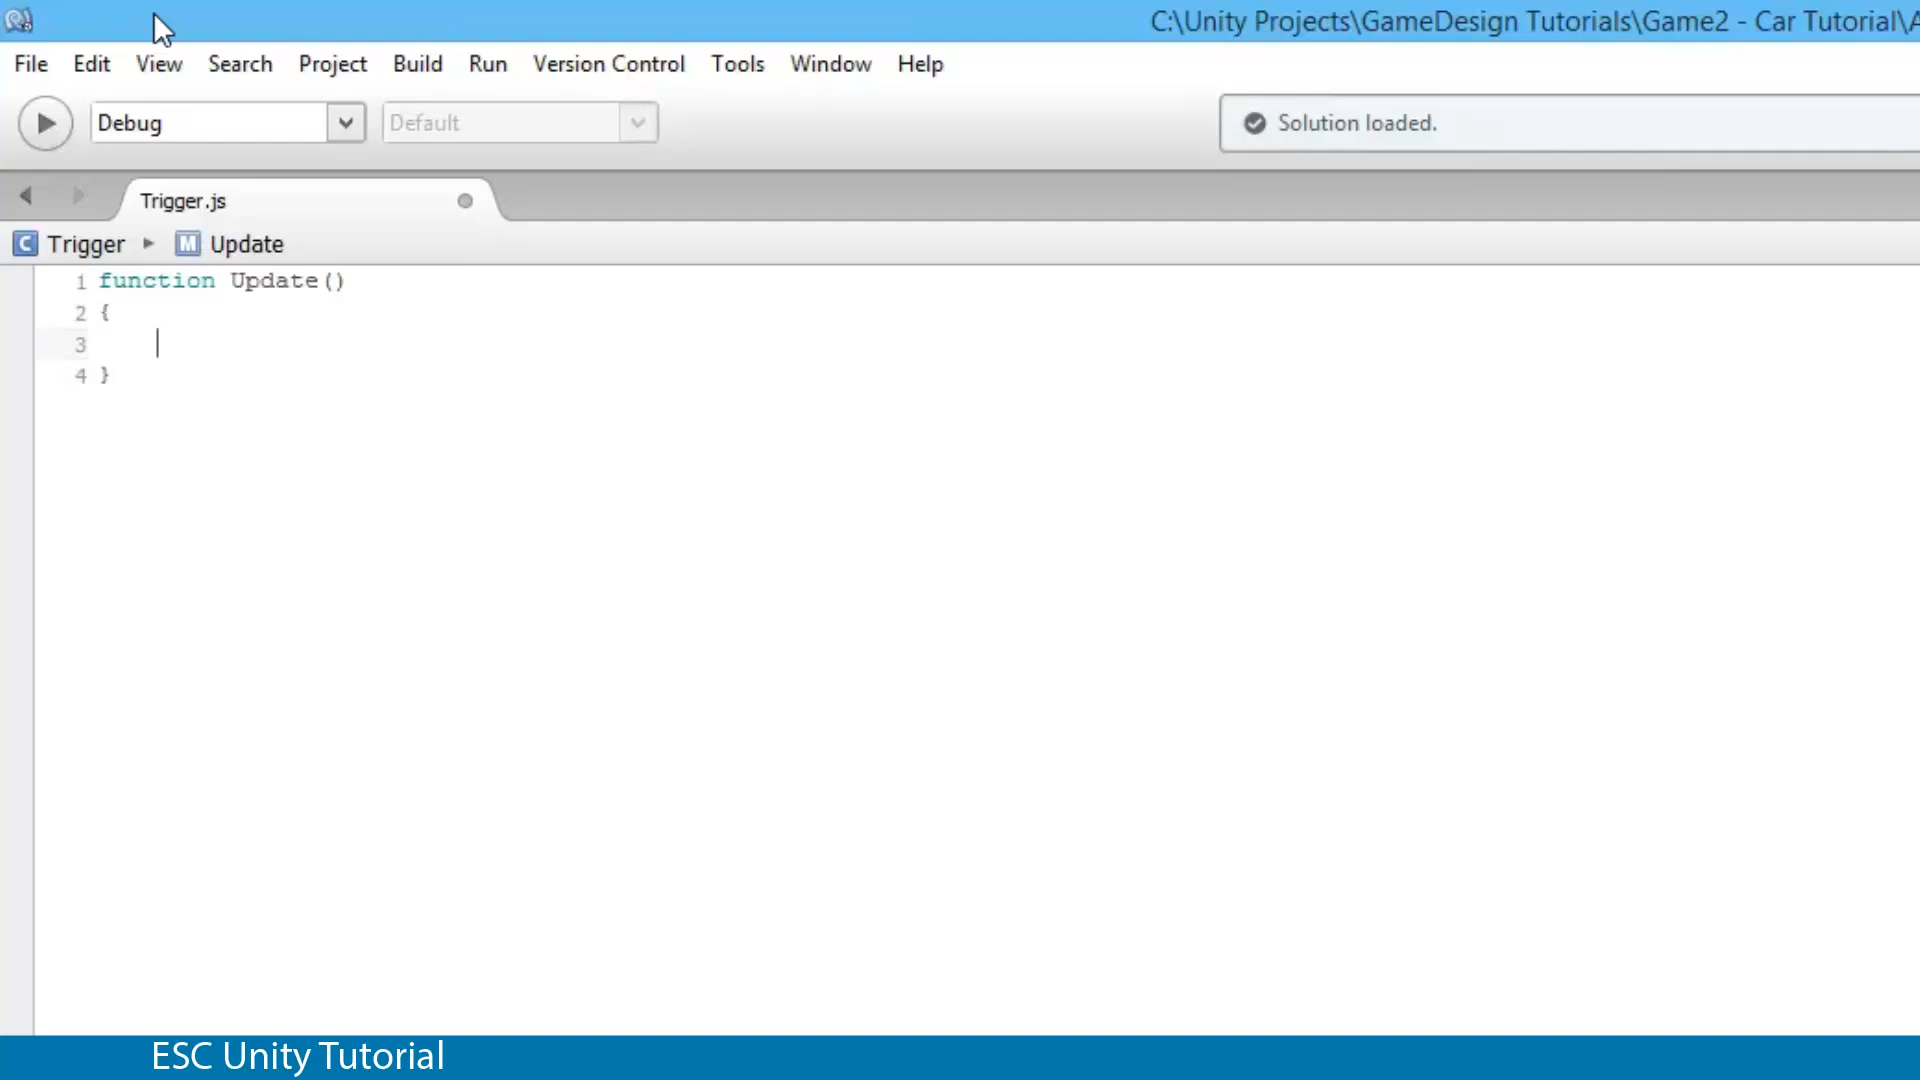 C:\Unity Projects\GameDesign Tutorials\Game2 - Car Tutorial\A
File Edit View Search Project Build Run Version Control Tools Window Help
Debug Default Solution loaded.
Trigger.js
C Trigger M Update
1 function Update()
2 {
3
4 }
ESC Unity Tutorial